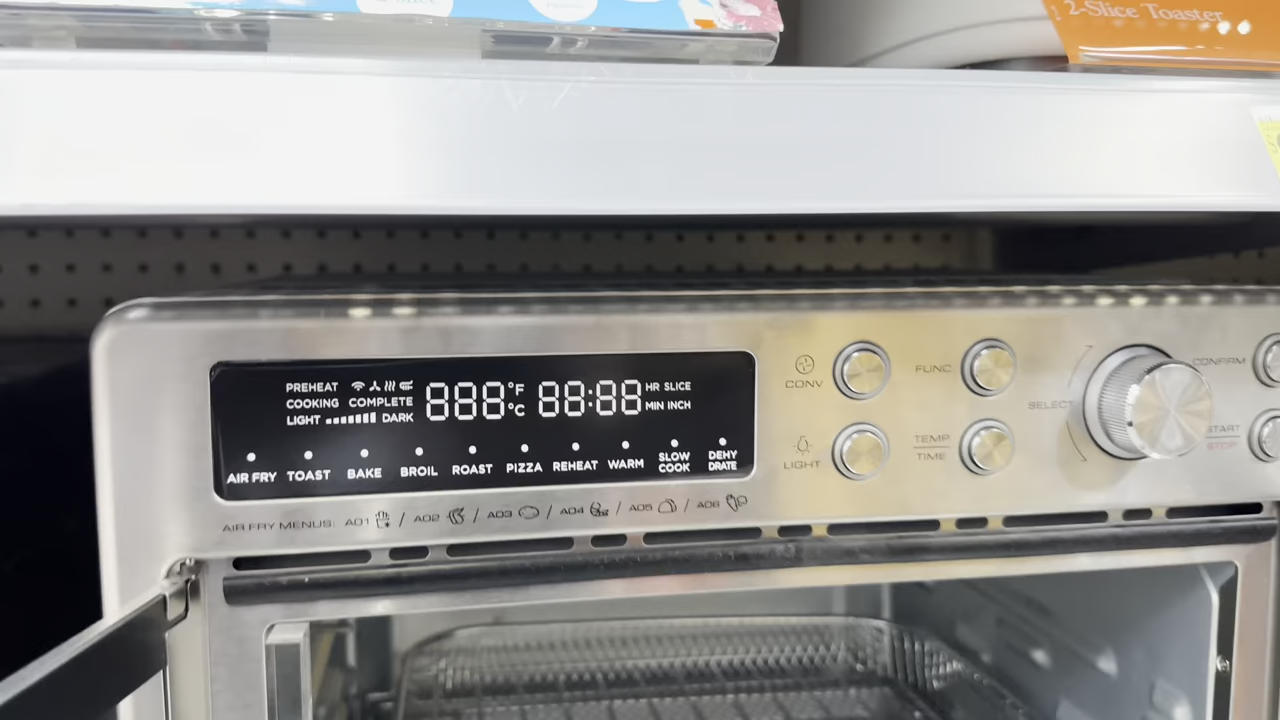 2-Slice Toaster
PREHEAT
COOKING COMPLETE
LIGHT DARK
888°F
°C
88:88
HR SLICE
MIN INCH
AIR FRY TOAST BAKE BROIL ROAST PIZZA REHEAT WARM SLOW COOK DEHY DRATE
AIR FRY MENUS: A01 / A02 / A03 / A04 / A05 / A06
CONV
FUNC
LIGHT
TEMP
TIME
SELECT
CONFIRM
START
STOP